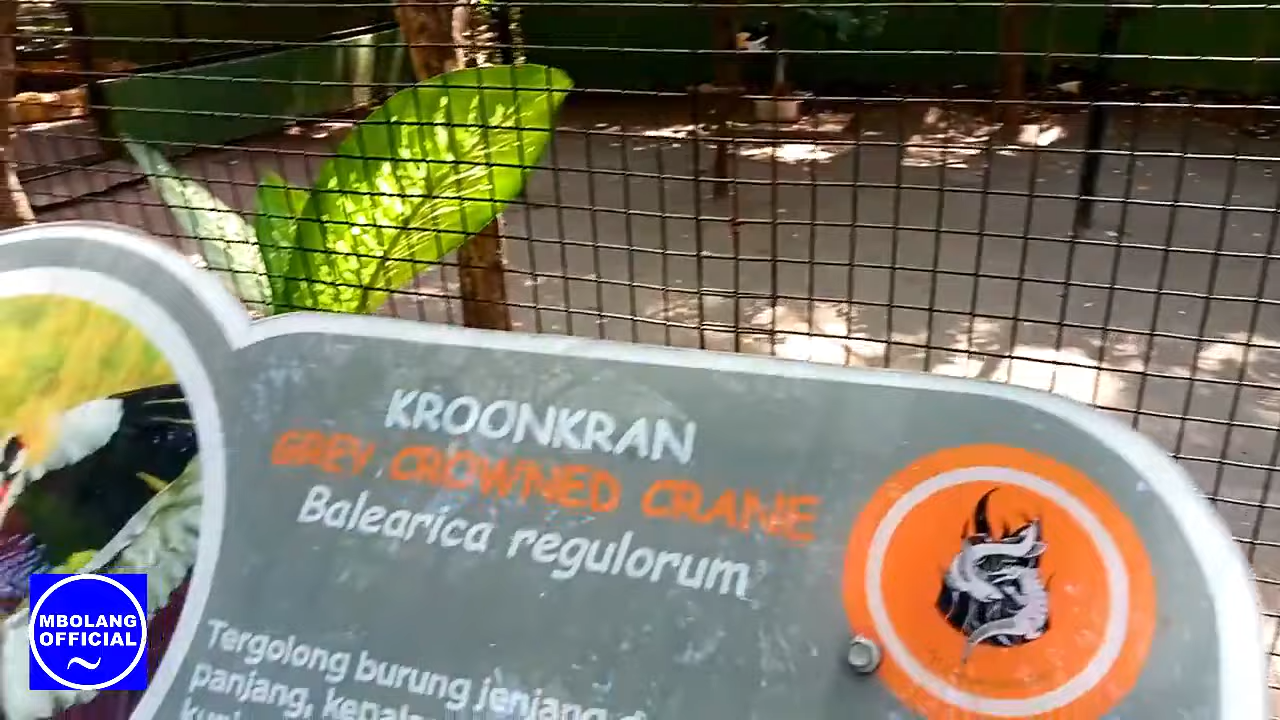 KROONKRAN
GREY CROWNED CRANE
Balearica regulorum
Tergolong burung jenjang
panjang,
MBOLANG
OFFICIAL